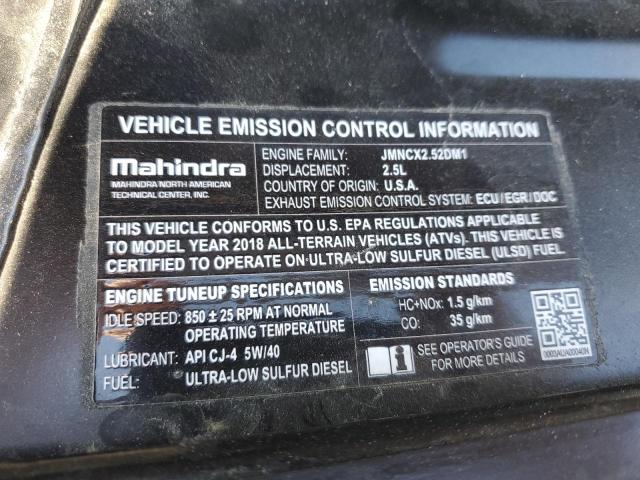 VEHICLE EMISSION CONTROL INFORMATION
Mahindra
MAHINDRA NORTH AMERICAN
TECHNICAL CENTER, INC.
ENGINE FAMILY: JMNCX2.52DM1
DISPLACEMENT: 2.5L
COUNTRY OF ORIGIN: U.S.A.
EXHAUST EMISSION CONTROL SYSTEM: ECU/EGR/DOC
THIS VEHICLE CONFORMS TO U.S. EPA REGULATIONS APPLICABLE
TO MODEL YEAR 2018 ALL-TERRAIN VEHICLES (ATVs). THIS VEHICLE IS
CERTIFIED TO OPERATE ON ULTRA-LOW SULFUR DIESEL (ULSD) FUEL.
ENGINE TUNEUP SPECIFICATIONS
IDLE SPEED: 850 ± 25 RPM AT NORMAL
OPERATING TEMPERATURE
LUBRICANT: API CJ-4 5W/40
FUEL: ULTRA-LOW SULFUR DIESEL
EMISSION STANDARDS
HC+NOx: 1.5 g/km
CO: 35 g/km
SEE OPERATOR'S GUIDE
FOR MORE DETAILS